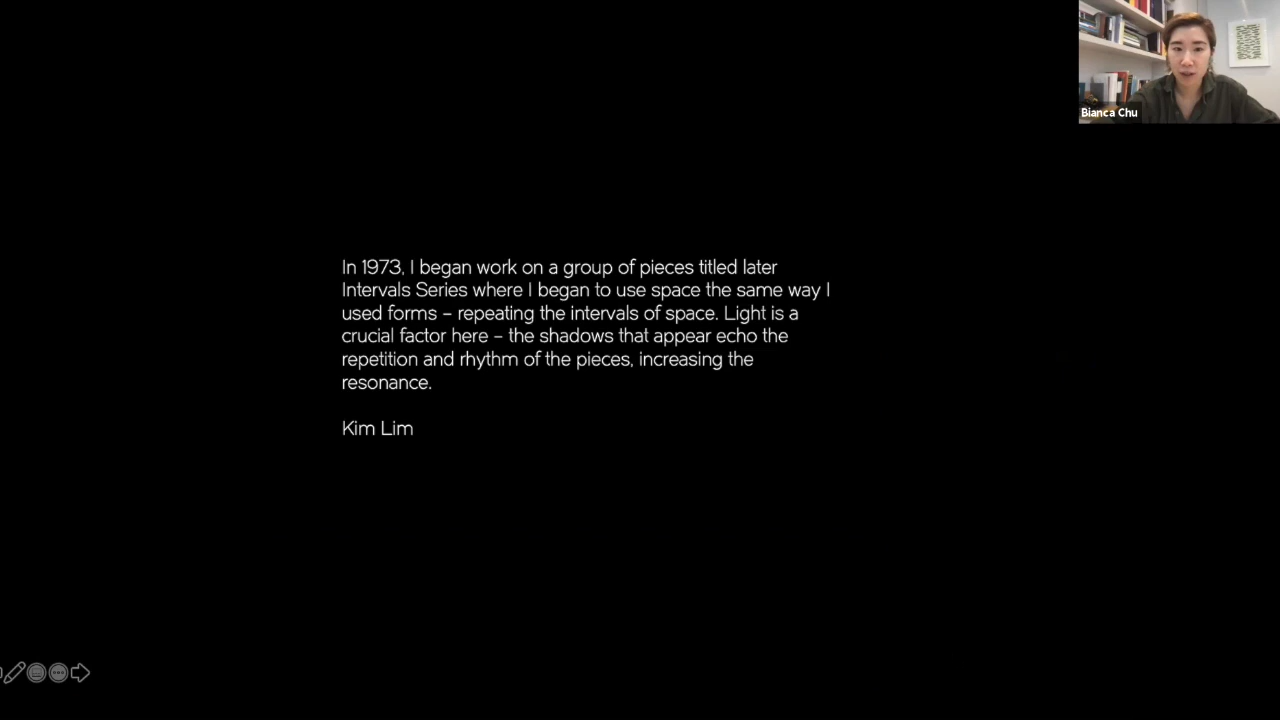 Bianca Chu
In 1973, I began work on a group of pieces titled later
Intervals Series where I began to use space the same way I
used forms – repeating the intervals of space. Light is a
crucial factor here – the shadows that appear echo the
repetition and rhythm of the pieces, increasing the
resonance.
Kim Lim